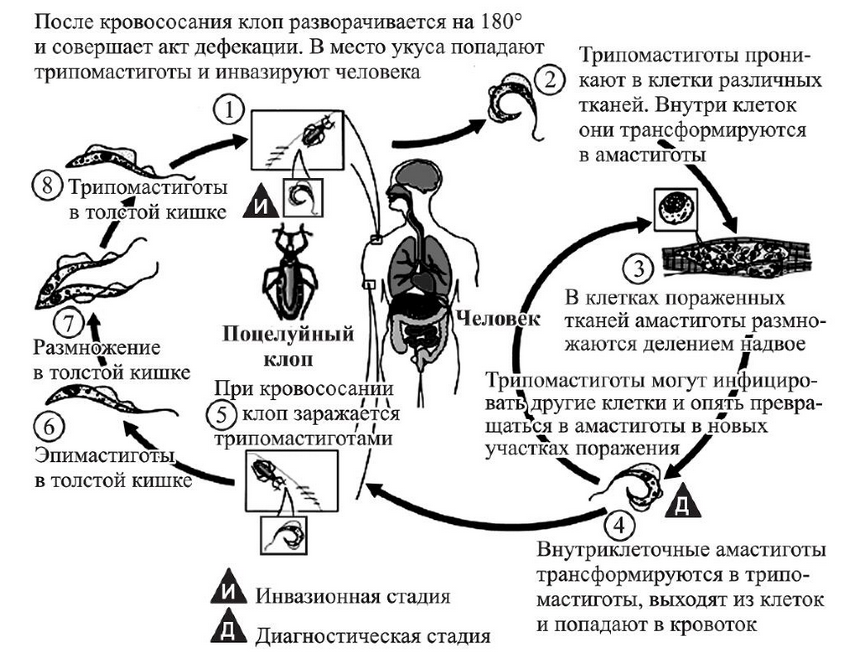 После кровососания клоп разворачивается на 180°
и совершает акт дефекации. В место укуса попадают
трипомастиготы и инвазируют человека
1
2
Трипомастиготы прони-
кают в клетки различных
тканей. Внутри клеток
они трансформируются
в амастиготы
8
Трипомастиготы
в толстой кишке
И
3
В клетках пораженных
тканей амастиготы размно-
жаются делением надвое
7
Размножение
в толстой кишке
Поцелуйный
клоп
Человек
Трипомастиготы могут инфициро-
вать другие клетки и опять превра-
щаться в амастиготы в новых
участках поражения
При кровососании
5 клоп заражается
трипомастиготами
6
Эпимастиготы
в толстой кишке
Д
4
Внутриклеточные амастиготы
трансформируются в трипо-
мастиготы, выходят из клеток
и попадают в кровоток
И Инвазионная стадия
Д Диагностическая стадия